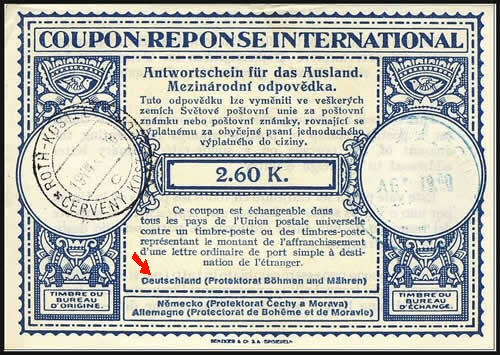 COUPON-REPONSE INTERNATIONAL
Antwortschein für das Ausland.
Mezinárodní odpovědka.
Tuto odpovědku lze vyměniti ve veškerých
zemích Světové poštovní unie za poštovní
známku nebo poštovní známky, rovnající se
výplatnému za obyčejné psaní jednoduchého
výplatného do ciziny.
ČERVENÝ
C
2.60 K.
Ce coupon est échangeable dans
tous les pays de l'Union postale universelle
contre un timbre-poste ou des timbres-poste
représentant le montant de l'affranchissement
d'une lettre ordinaire de port simple à desti-
nation de l'étranger.
Deutschland (Protektorat Böhmen und Mähren)
Německo (Protektorat Čechy a Morava)
Allemagne (Protectorat de Bohême et de Moravie)
TIMBRE DU
BUREAU
D'ORIGINE.
TIMBRE DU
BUREAU
D'ÉCHANGE.